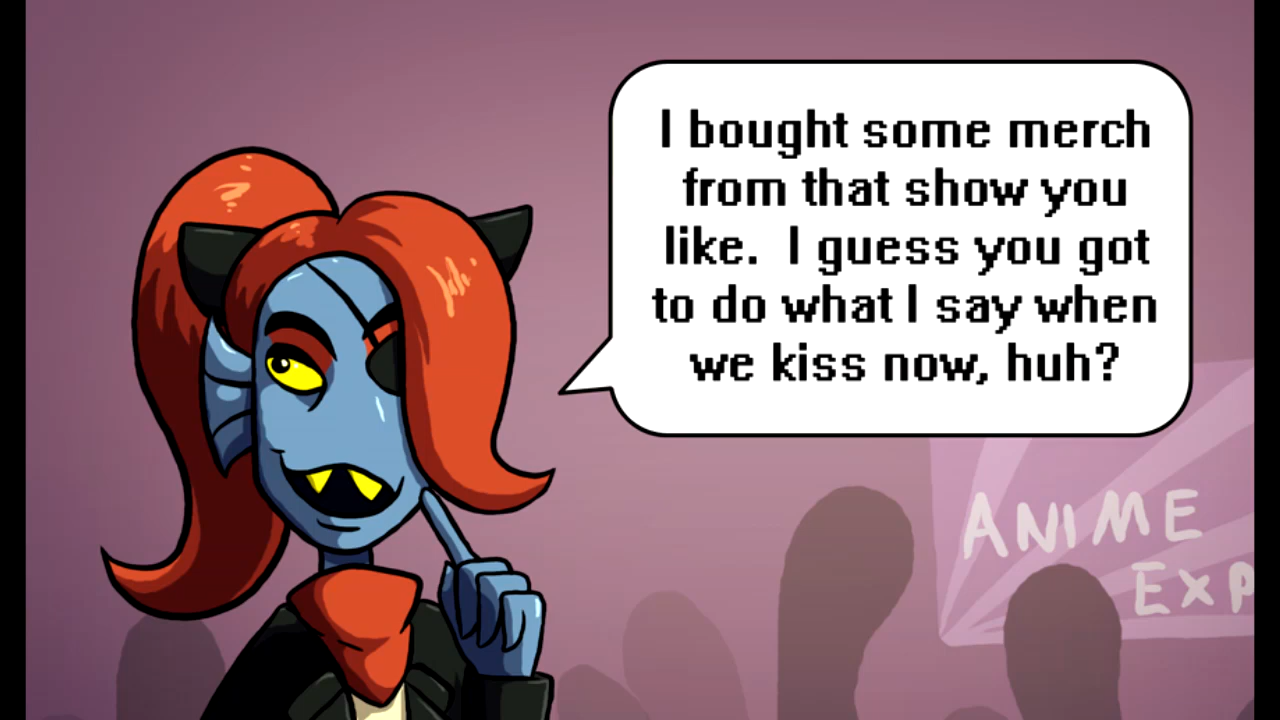 I bought some merch
from that show you
like.  I guess you got
to do what I say when
we kiss now, huh?
ANIME
EXP